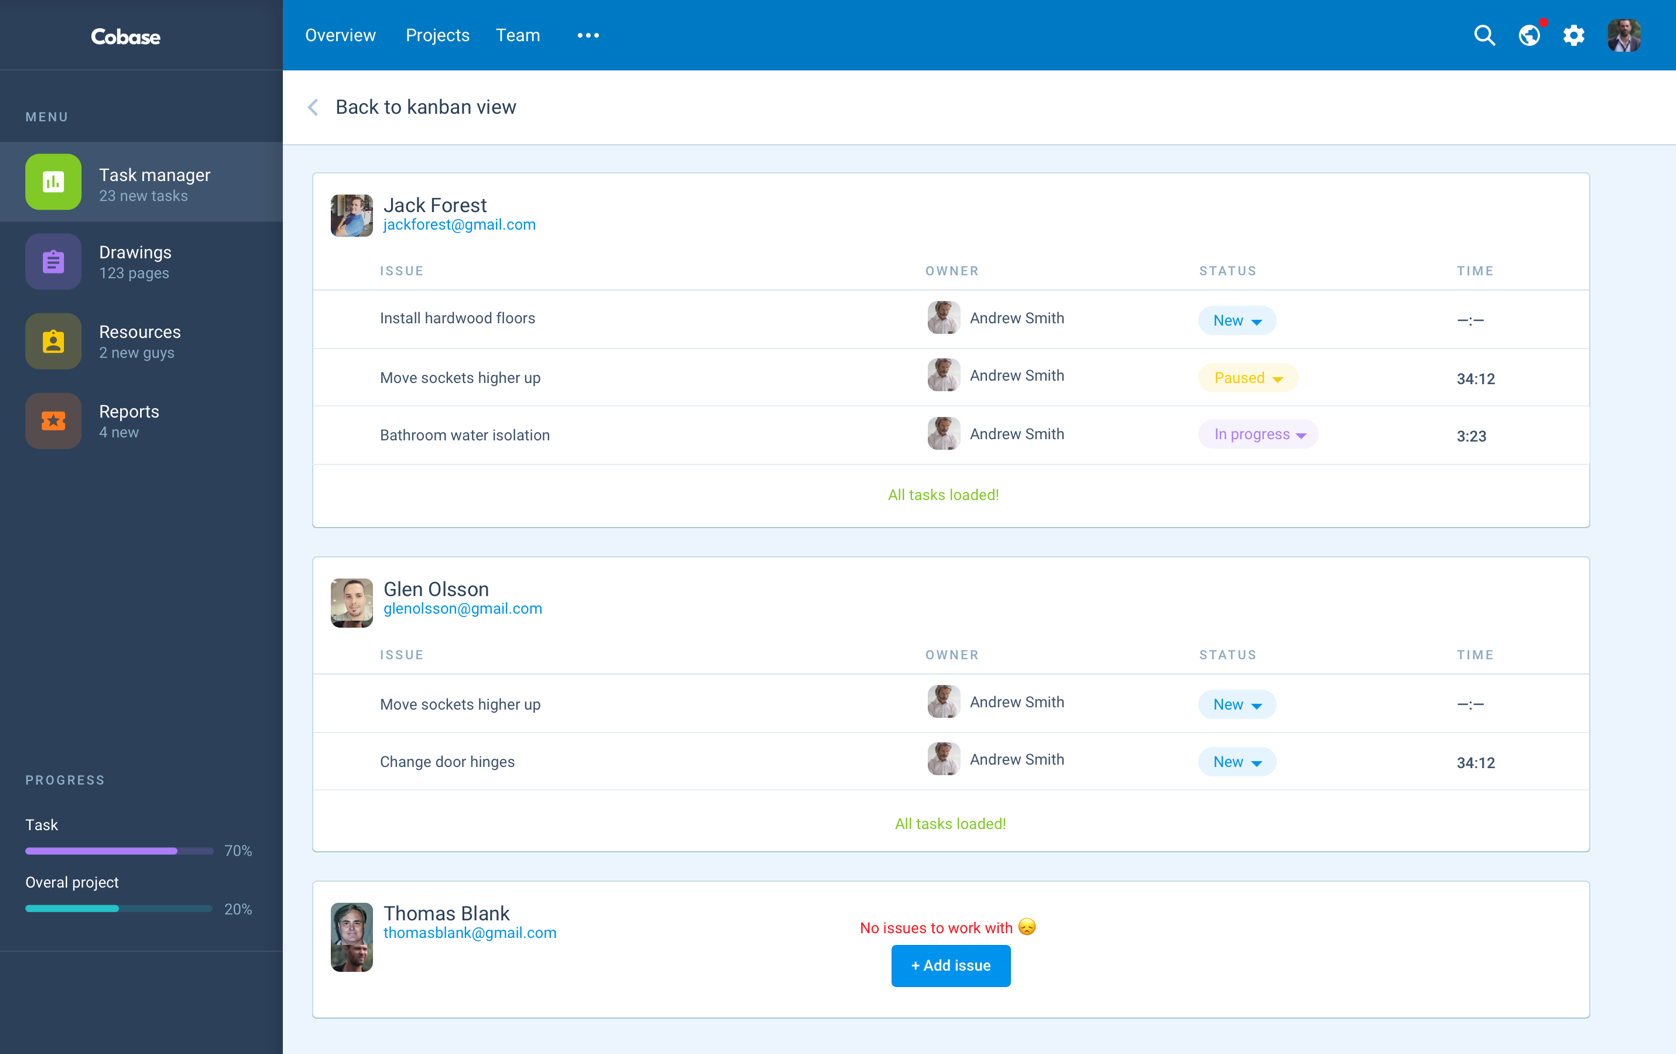 Cobase
Overview Projects Team •••
Back to kanban view
MENU
Task manager
23 new tasks
Drawings
123 pages
Resources
2 new guys
Reports
4 new
PROGRESS
Task
70%
Overal project
20%
Jack Forest
jackforest@gmail.com
ISSUE OWNER STATUS TIME
Install hardwood floors Andrew Smith New –:–
Move sockets higher up Andrew Smith Paused 34:12
Bathroom water isolation Andrew Smith In progress 3:23
All tasks loaded!
Glen Olsson
glenolsson@gmail.com
ISSUE OWNER STATUS TIME
Move sockets higher up Andrew Smith New –:–
Change door hinges Andrew Smith New 34:12
All tasks loaded!
Thomas Blank
thomasblank@gmail.com
No issues to work with 😞
+ Add issue